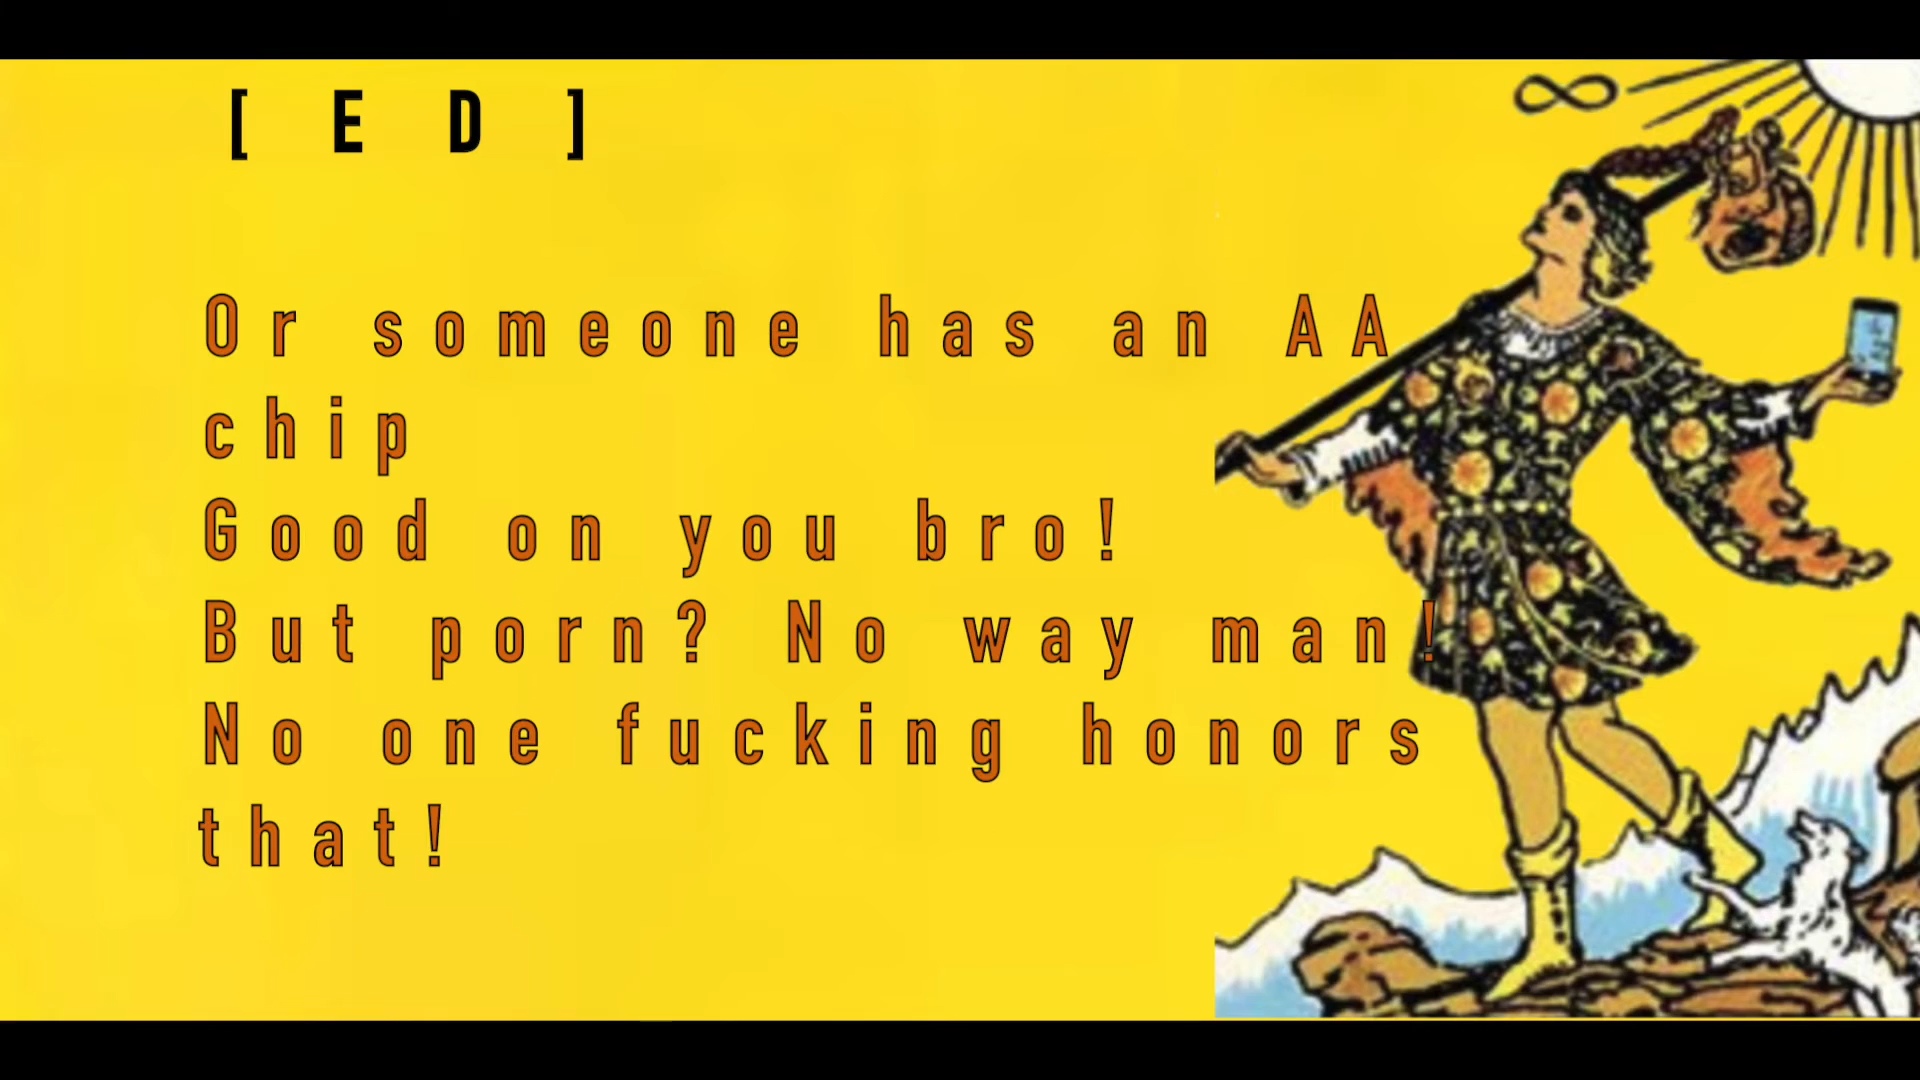 [ED]
Or someone has an AA
chip
Good on you bro!
But porn? No way man!
No one fucking honors
that!